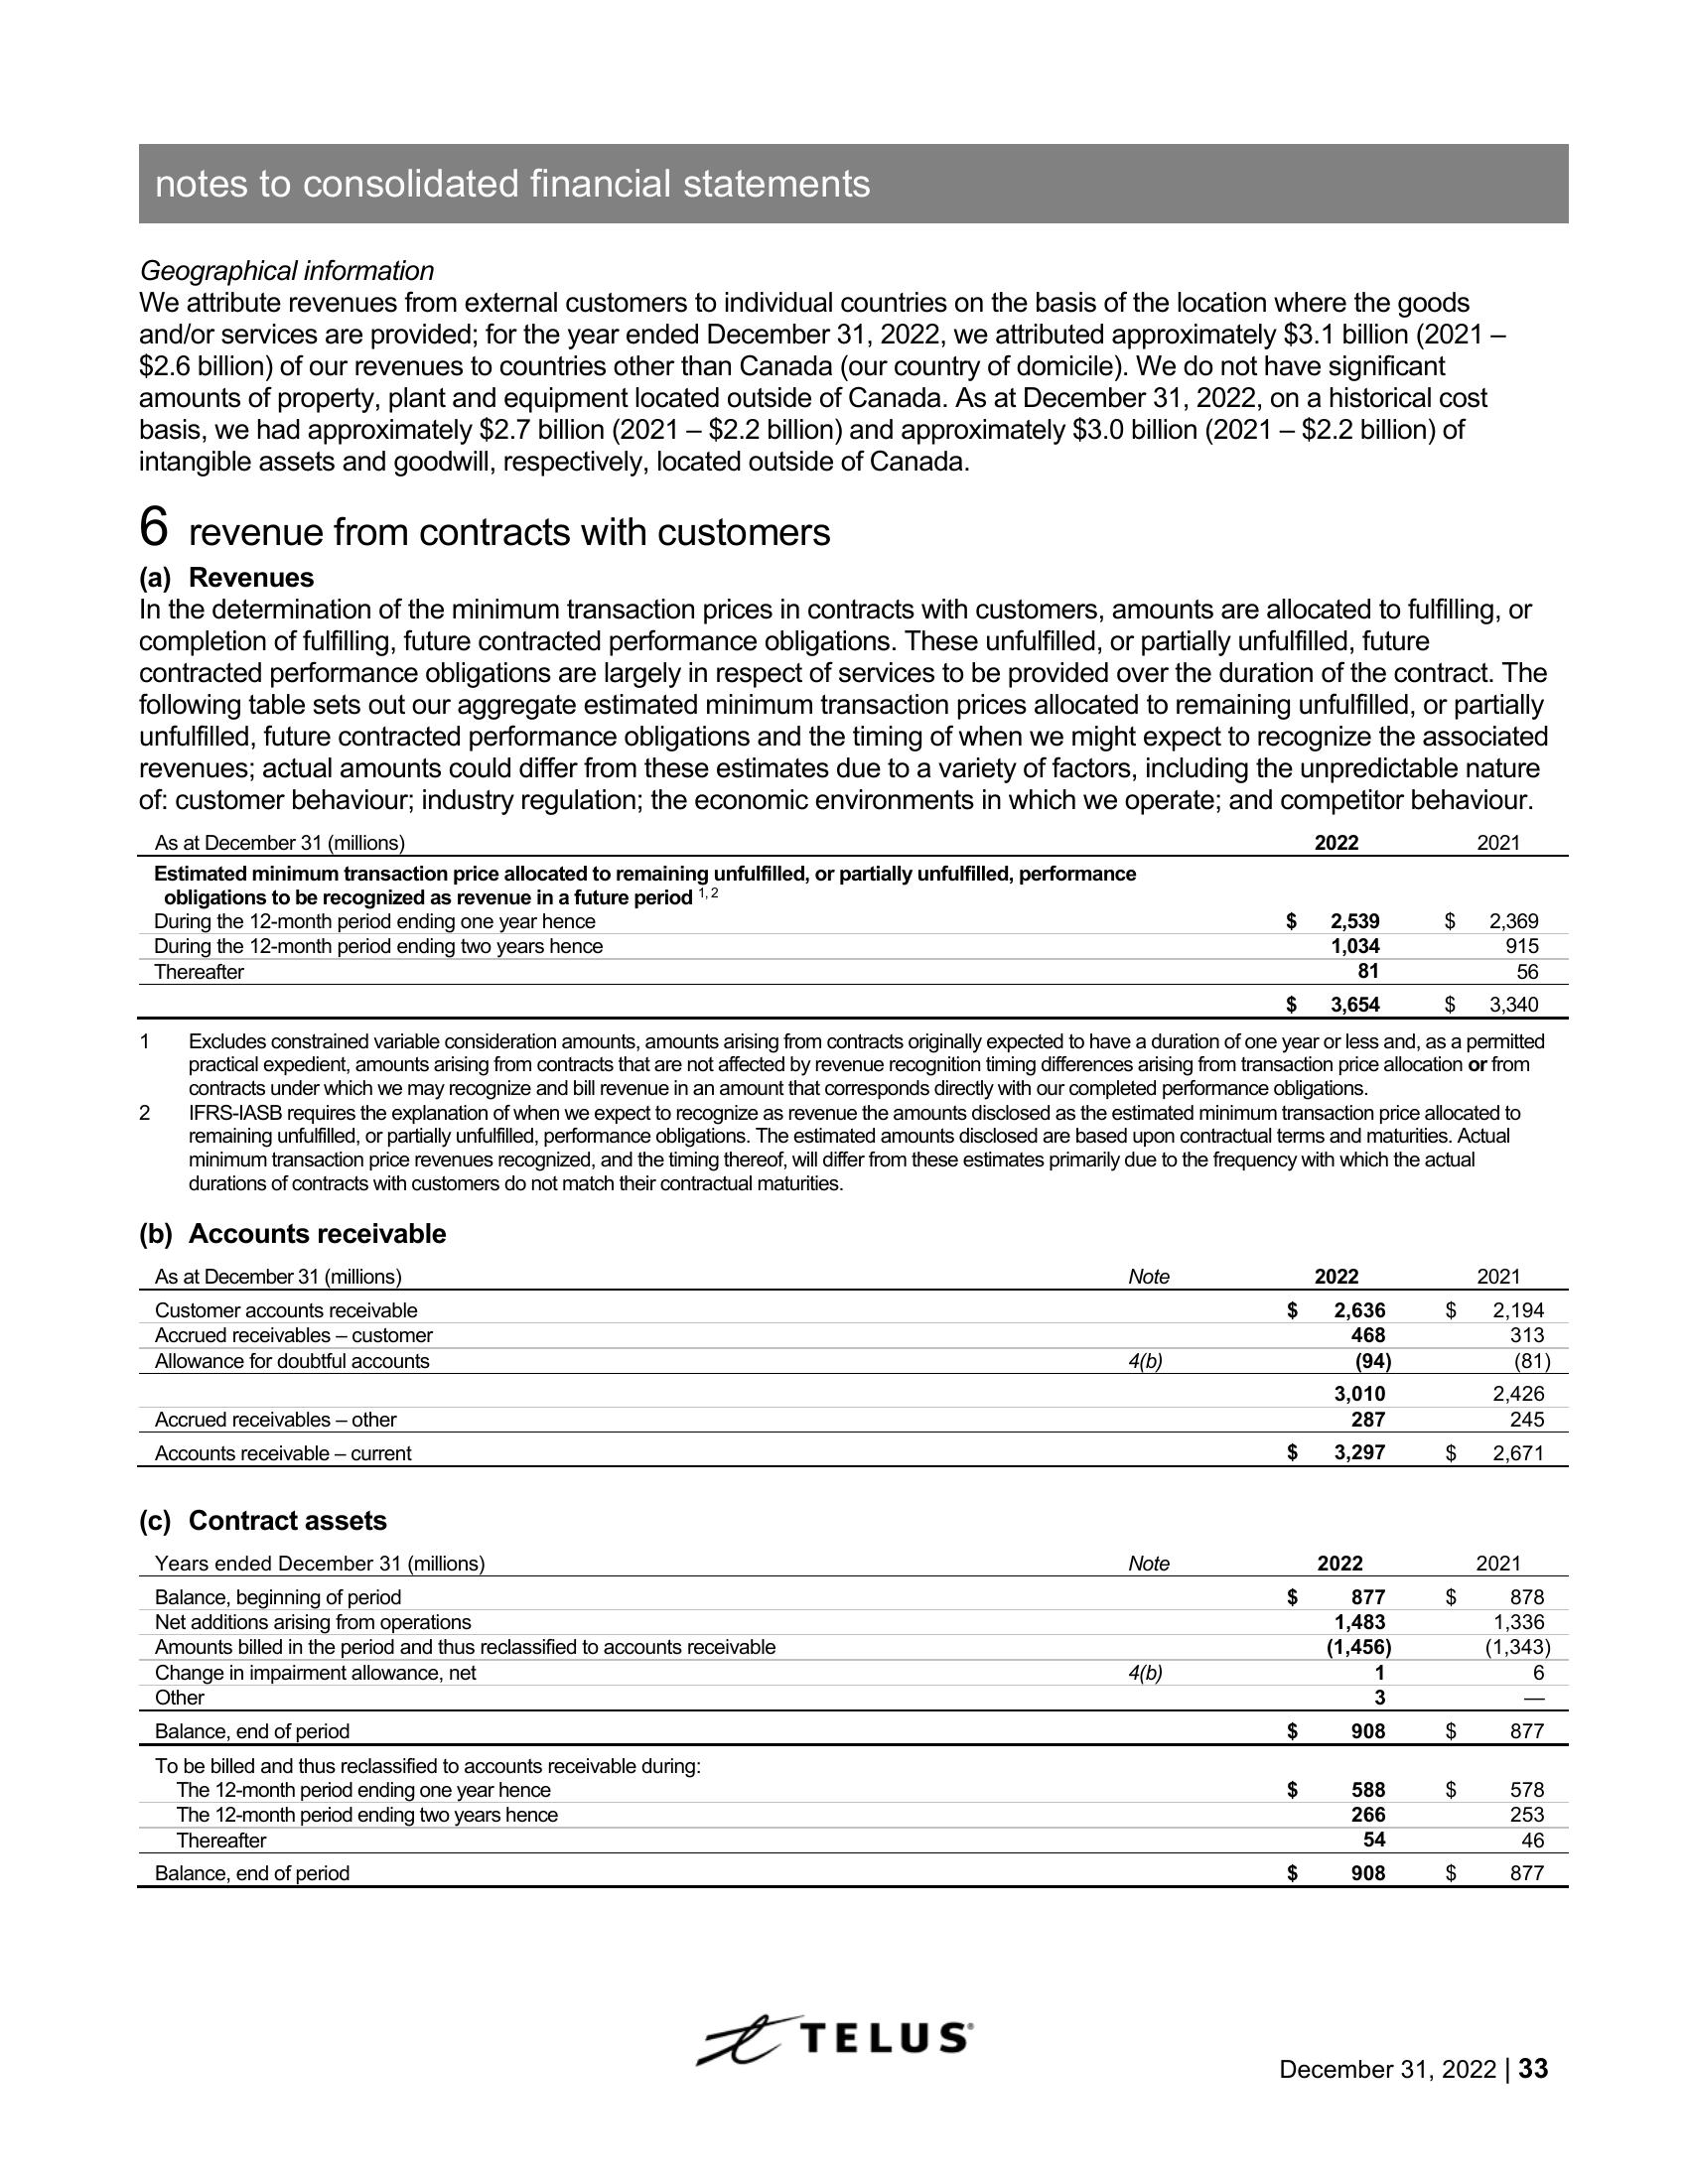 notes to consolidated financial statements
Geographical information
We attribute revenues from external customers to individual countries on the basis of the location where the goods
and/or services are provided; for the year ended December 31, 2022, we attributed approximately $3.1 billion (2021 –
$2.6 billion) of our revenues to countries other than Canada (our country of domicile). We do not have significant
amounts of property, plant and equipment located outside of Canada. As at December 31, 2022, on a historical cost
basis, we had approximately $2.7 billion (2021 – $2.2 billion) and approximately $3.0 billion (2021 – $2.2 billion) of
intangible assets and goodwill, respectively, located outside of Canada.
6 revenue from contracts with customers
(a) Revenues
In the determination of the minimum transaction prices in contracts with customers, amounts are allocated to fulfilling, or
completion of fulfilling, future contracted performance obligations. These unfulfilled, or partially unfulfilled, future
contracted performance obligations are largely in respect of services to be provided over the duration of the contract. The
following table sets out our aggregate estimated minimum transaction prices allocated to remaining unfulfilled, or partially
unfulfilled, future contracted performance obligations and the timing of when we might expect to recognize the associated
revenues; actual amounts could differ from these estimates due to a variety of factors, including the unpredictable nature
of: customer behaviour; industry regulation; the economic environments in which we operate; and competitor behaviour.
As at December 31 (millions) 2022 2021
Estimated minimum transaction price allocated to remaining unfulfilled, or partially unfulfilled, performance
obligations to be recognized as revenue in a future period 1, 2
During the 12-month period ending one year hence $ 2,539 $ 2,369
During the 12-month period ending two years hence 1,034 915
Thereafter 81 56
$ 3,654 $ 3,340
1 Excludes constrained variable consideration amounts, amounts arising from contracts originally expected to have a duration of one year or less and, as a permitted
practical expedient, amounts arising from contracts that are not affected by revenue recognition timing differences arising from transaction price allocation or from
contracts under which we may recognize and bill revenue in an amount that corresponds directly with our completed performance obligations.
2 IFRS-IASB requires the explanation of when we expect to recognize as revenue the amounts disclosed as the estimated minimum transaction price allocated to
remaining unfulfilled, or partially unfulfilled, performance obligations. The estimated amounts disclosed are based upon contractual terms and maturities. Actual
minimum transaction price revenues recognized, and the timing thereof, will differ from these estimates primarily due to the frequency with which the actual
durations of contracts with customers do not match their contractual maturities.
(b) Accounts receivable
As at December 31 (millions) Note 2022 2021
Customer accounts receivable $ 2,636 $ 2,194
Accrued receivables – customer 468 313
Allowance for doubtful accounts 4(b) (94) (81)
3,010 2,426
Accrued receivables – other 287 245
Accounts receivable – current $ 3,297 $ 2,671
(c) Contract assets
Years ended December 31 (millions) Note 2022 2021
Balance, beginning of period $ 877 $ 878
Net additions arising from operations 1,483 1,336
Amounts billed in the period and thus reclassified to accounts receivable (1,456) (1,343)
Change in impairment allowance, net 4(b) 1 6
Other 3 —
Balance, end of period $ 908 $ 877
To be billed and thus reclassified to accounts receivable during:
The 12-month period ending one year hence $ 588 $ 578
The 12-month period ending two years hence 266 253
Thereafter 54 46
Balance, end of period $ 908 $ 877
TELUS®
December 31, 2022 | 33